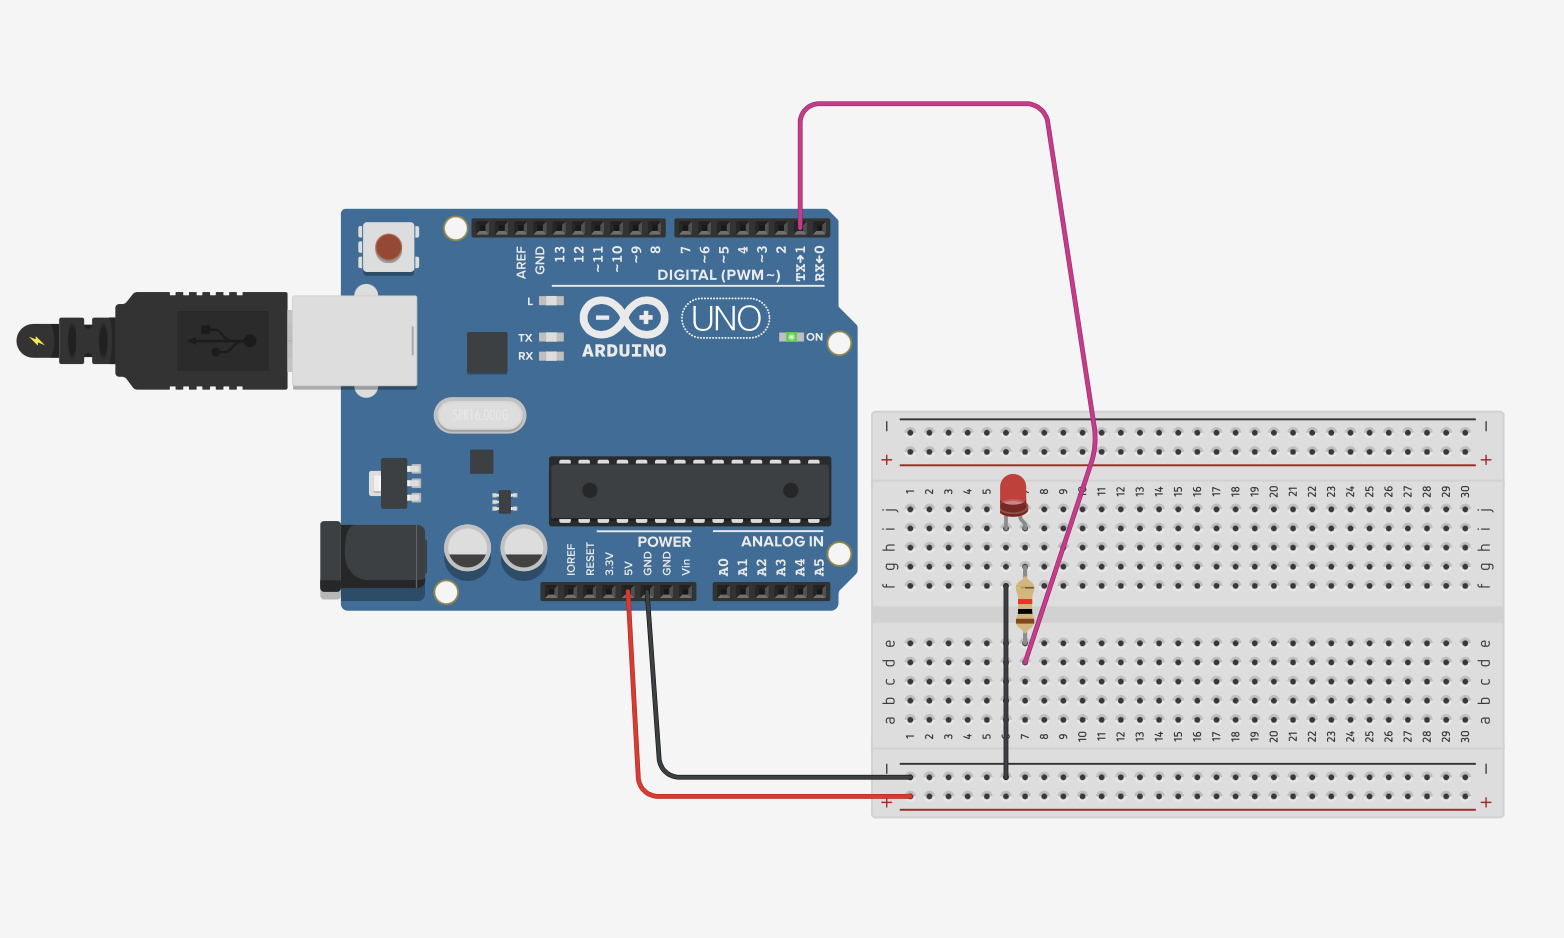 AREF
GND
13
12
~11
~10
~9
8
7
~6
~5
4
~3
2
TX→1
RX←0
DIGITAL (PWM~)
L
TX
RX
ARDUINO
UNO
ON
SPK16.000G
POWER
ANALOG IN
IOREF
RESET
3.3V
5V
GND
GND
Vin
A0
A1
A2
A3
A4
A5
− −
+ +
1 2 3 4 5 7 8 9 10 11 12 13 14 15 16 17 18 19 20 21 22 23 24 25 26 27 28 29 30
j j
i i
h h
g g
f f
e e
d d
c c
b b
a a
1 2 3 4 5 6 7 8 9 10 11 12 13 14 15 16 17 18 19 20 21 22 23 24 25 26 27 28 29 30
− −
+ +